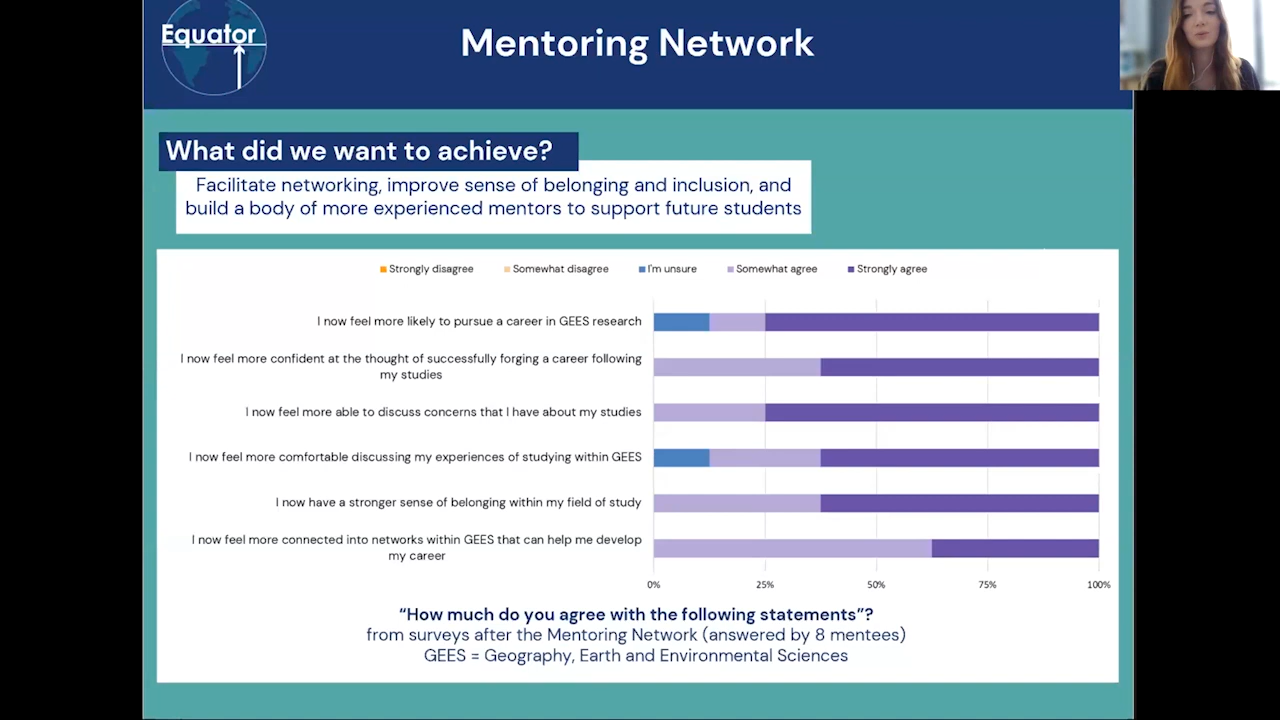 Equator
Mentoring Network
What did we want to achieve?
Facilitate networking, improve sense of belonging and inclusion, and
build a body of more experienced mentors to support future students
Strongly disagree
Somewhat disagree
I'm unsure
Somewhat agree
Strongly agree
I now feel more likely to pursue a career in GEES research
I now feel more confident at the thought of successfully forging a career following
my studies
I now feel more able to discuss concerns that I have about my studies
I now feel more comfortable discussing my experiences of studying within GEES
I now have a stronger sense of belonging within my field of study
I now feel more connected into networks within GEES that can help me develop
my career
0% 25% 50% 75% 100%
“How much do you agree with the following statements”?
from surveys after the Mentoring Network (answered by 8 mentees)
GEES = Geography, Earth and Environmental Sciences